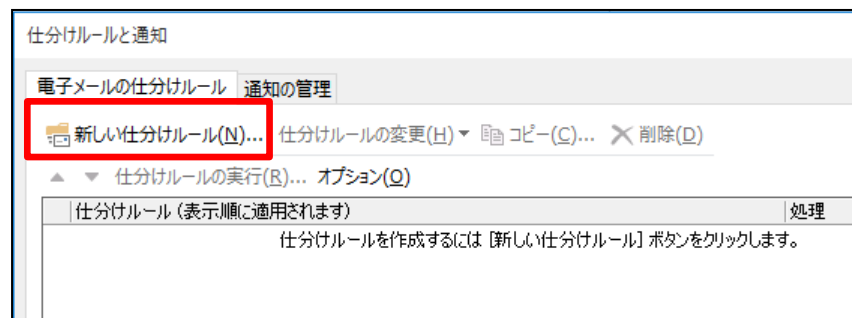 仕分けルールと通知
電子メールの仕分けルール 通知の管理
新しい仕分けルール(N)... 仕分けルールの変更(H) コピー(C)... 削除(D)
仕分けルールの実行(R)... オプション(O)
仕分けルール (表示順に適用されます) 処理
仕分けルールを作成するには [新しい仕分けルール] ボタンをクリックします。